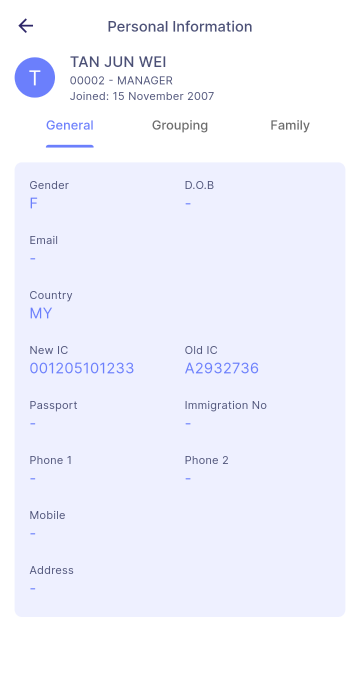 Personal Information
T
TAN JUN WEI
00002 - MANAGER
Joined: 15 November 2007
General Grouping Family
Gender D.O.B
F -
Email
-
Country
MY
New IC Old IC
001205101233 A2932736
Passport Immigration No
- -
Phone 1 Phone 2
- -
Mobile
-
Address
-